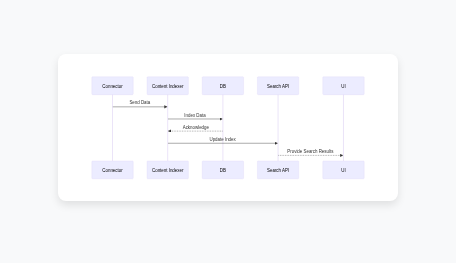 Connector Content Indexer DB Search API UI
Send Data
Index Data
Acknowledge
Update Index
Provide Search Results
Connector Content Indexer DB Search API UI